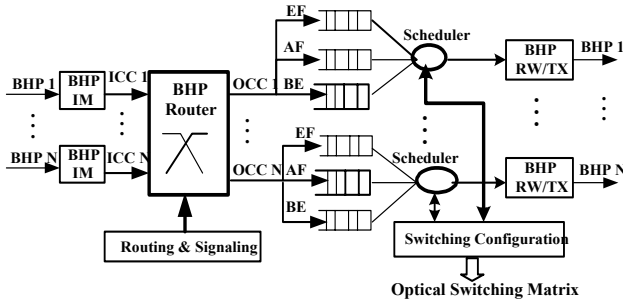 EF
Scheduler
AF
BHP 1
BHP
IM
ICC 1
BHP
Router
OCC 1
BE
BHP
RW/TX
BHP 1
BHP N
BHP
IM
ICC N
EF
OCC N
AF
BE
Scheduler
BHP
RW/TX
BHP N
Routing & Signaling
Switching Configuration
Optical Switching Matrix